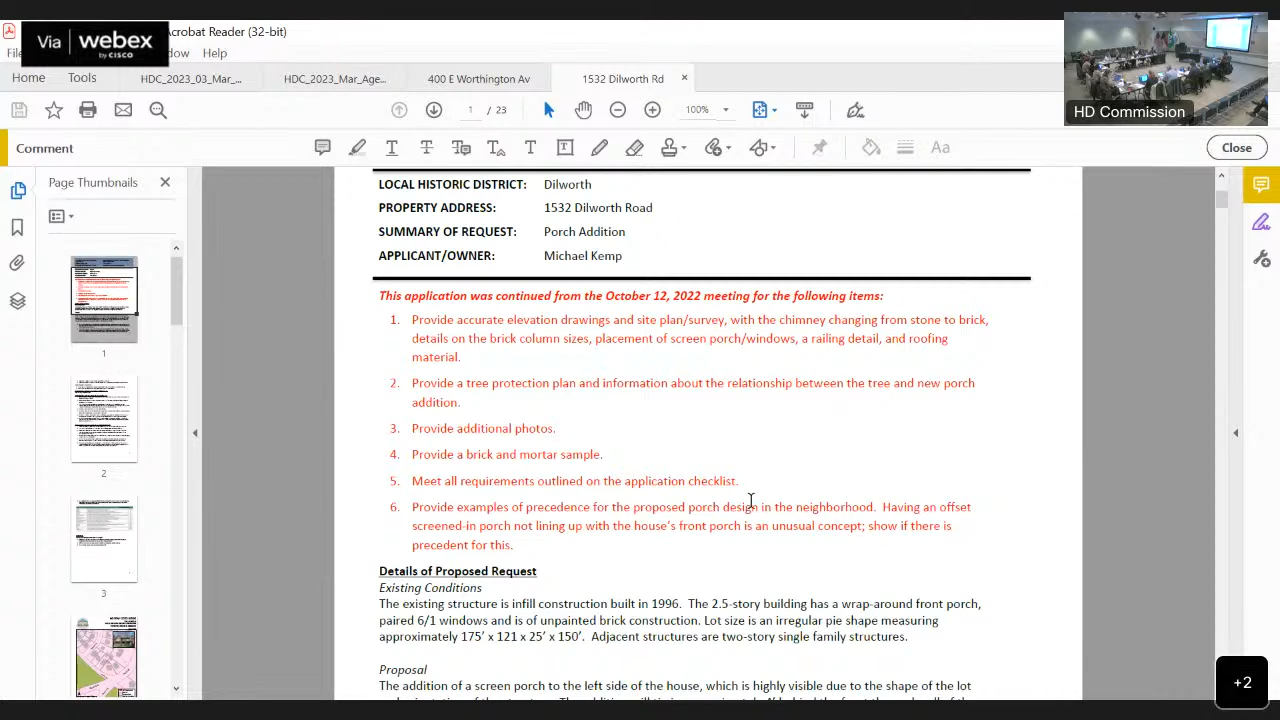 Via webex
by CISCO
Acrobat Reader (32-bit)
Help
Home Tools HDC_2023_03_Mar_... HDC_2023_Mar_Age... 400 E Worthington Av 1532 Dilworth Rd
1 / 23
100%
HD Commission
Comment
Close
Page Thumbnails
1
2
3
LOCAL HISTORIC DISTRICT: Dilworth
PROPERTY ADDRESS: 1532 Dilworth Road
SUMMARY OF REQUEST: Porch Addition
APPLICANT/OWNER: Michael Kemp
This application was continued from the October 12, 2022 meeting for the following items:
1. Provide accurate elevation drawings and site plan/survey, with the chimney changing from stone to brick,
details on the brick column sizes, placement of screen porch/windows, a railing detail, and roofing
material.
2. Provide a tree protection plan and information about the relationship between the tree and new porch
addition.
3. Provide additional photos.
4. Provide a brick and mortar sample.
5. Meet all requirements outlined on the application checklist.
6. Provide examples of precedence for the proposed porch design in the neighborhood. Having an offset
screened-in porch not lining up with the house's front porch is an unusual concept; show if there is
precedent for this.
Details of Proposed Request
Existing Conditions
The existing structure is infill construction built in 1996. The 2.5-story building has a wrap-around front porch,
paired 6/1 windows and is of unpainted brick construction. Lot size is an irregular pie shape measuring
approximately 175' x 121 x 25' x 150'. Adjacent structures are two-story single family structures.
Proposal
The addition of a screen porch to the left side of the house, which is highly visible due to the shape of the lot
+2